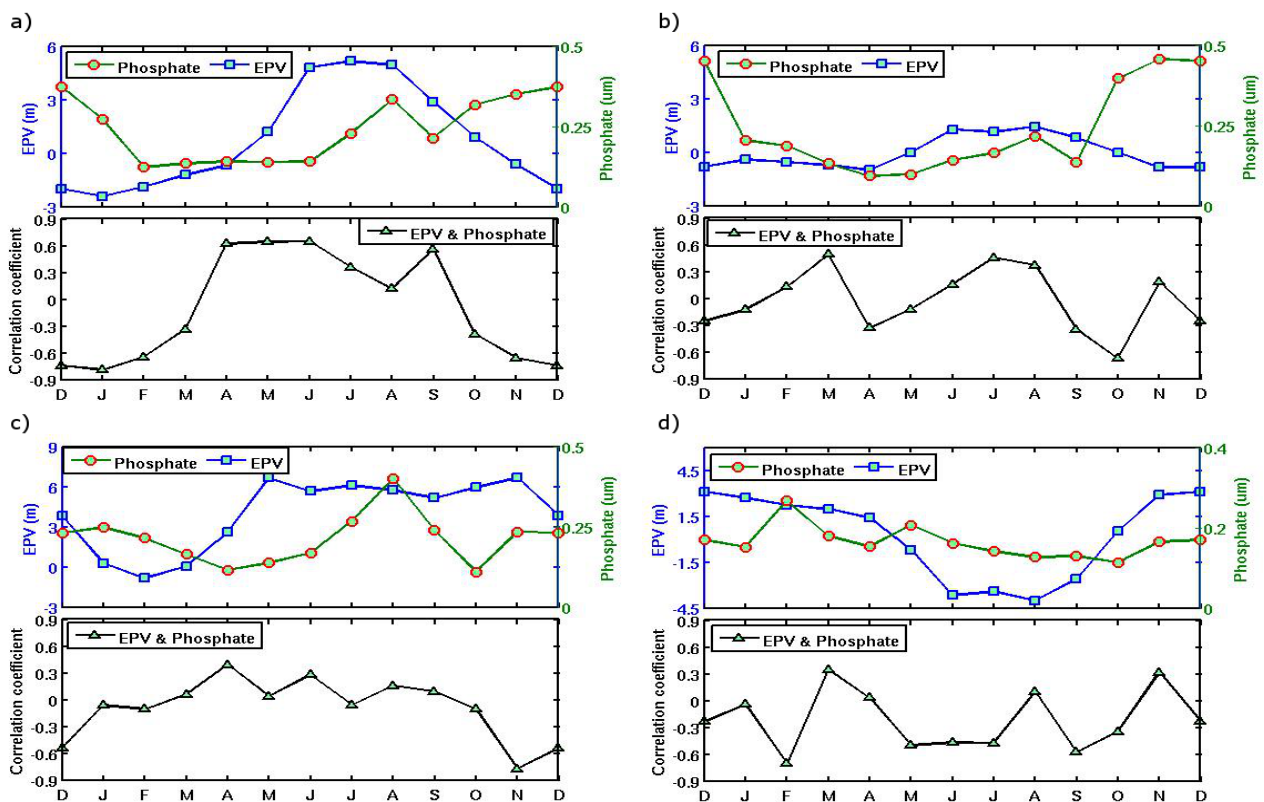 a)
Phosphate EPV
6
3
0
-3
EPV (m)
0.5
0.25
0
Phosphate (um)
EPV & Phosphate
0.9
0.6
0.3
0
-0.3
-0.6
-0.9
Correlation coefficient
D J F M A M J J A S O N D
b)
Phosphate EPV
6
3
0
-3
EPV (m)
0.5
0.25
0
Phosphate (um)
EPV & Phosphate
0.9
0.6
0.3
0
-0.3
-0.6
-0.9
Correlation coefficient
D J F M A M J J A S O N D
c)
Phosphate EPV
9
6
3
0
-3
EPV (m)
0.5
0.25
0
Phosphate (um)
EPV & Phosphate
0.9
0.6
0.3
0
-0.3
-0.6
-0.9
Correlation coefficient
D J F M A M J J A S O N D
d)
Phosphate EPV
4.5
1.5
-1.5
-4.5
EPV (m)
0.4
0.2
0
Phosphate (um)
EPV & Phosphate
0.9
0.6
0.3
0
-0.3
-0.6
-0.9
Correlation coefficient
D J F M A M J J A S O N D